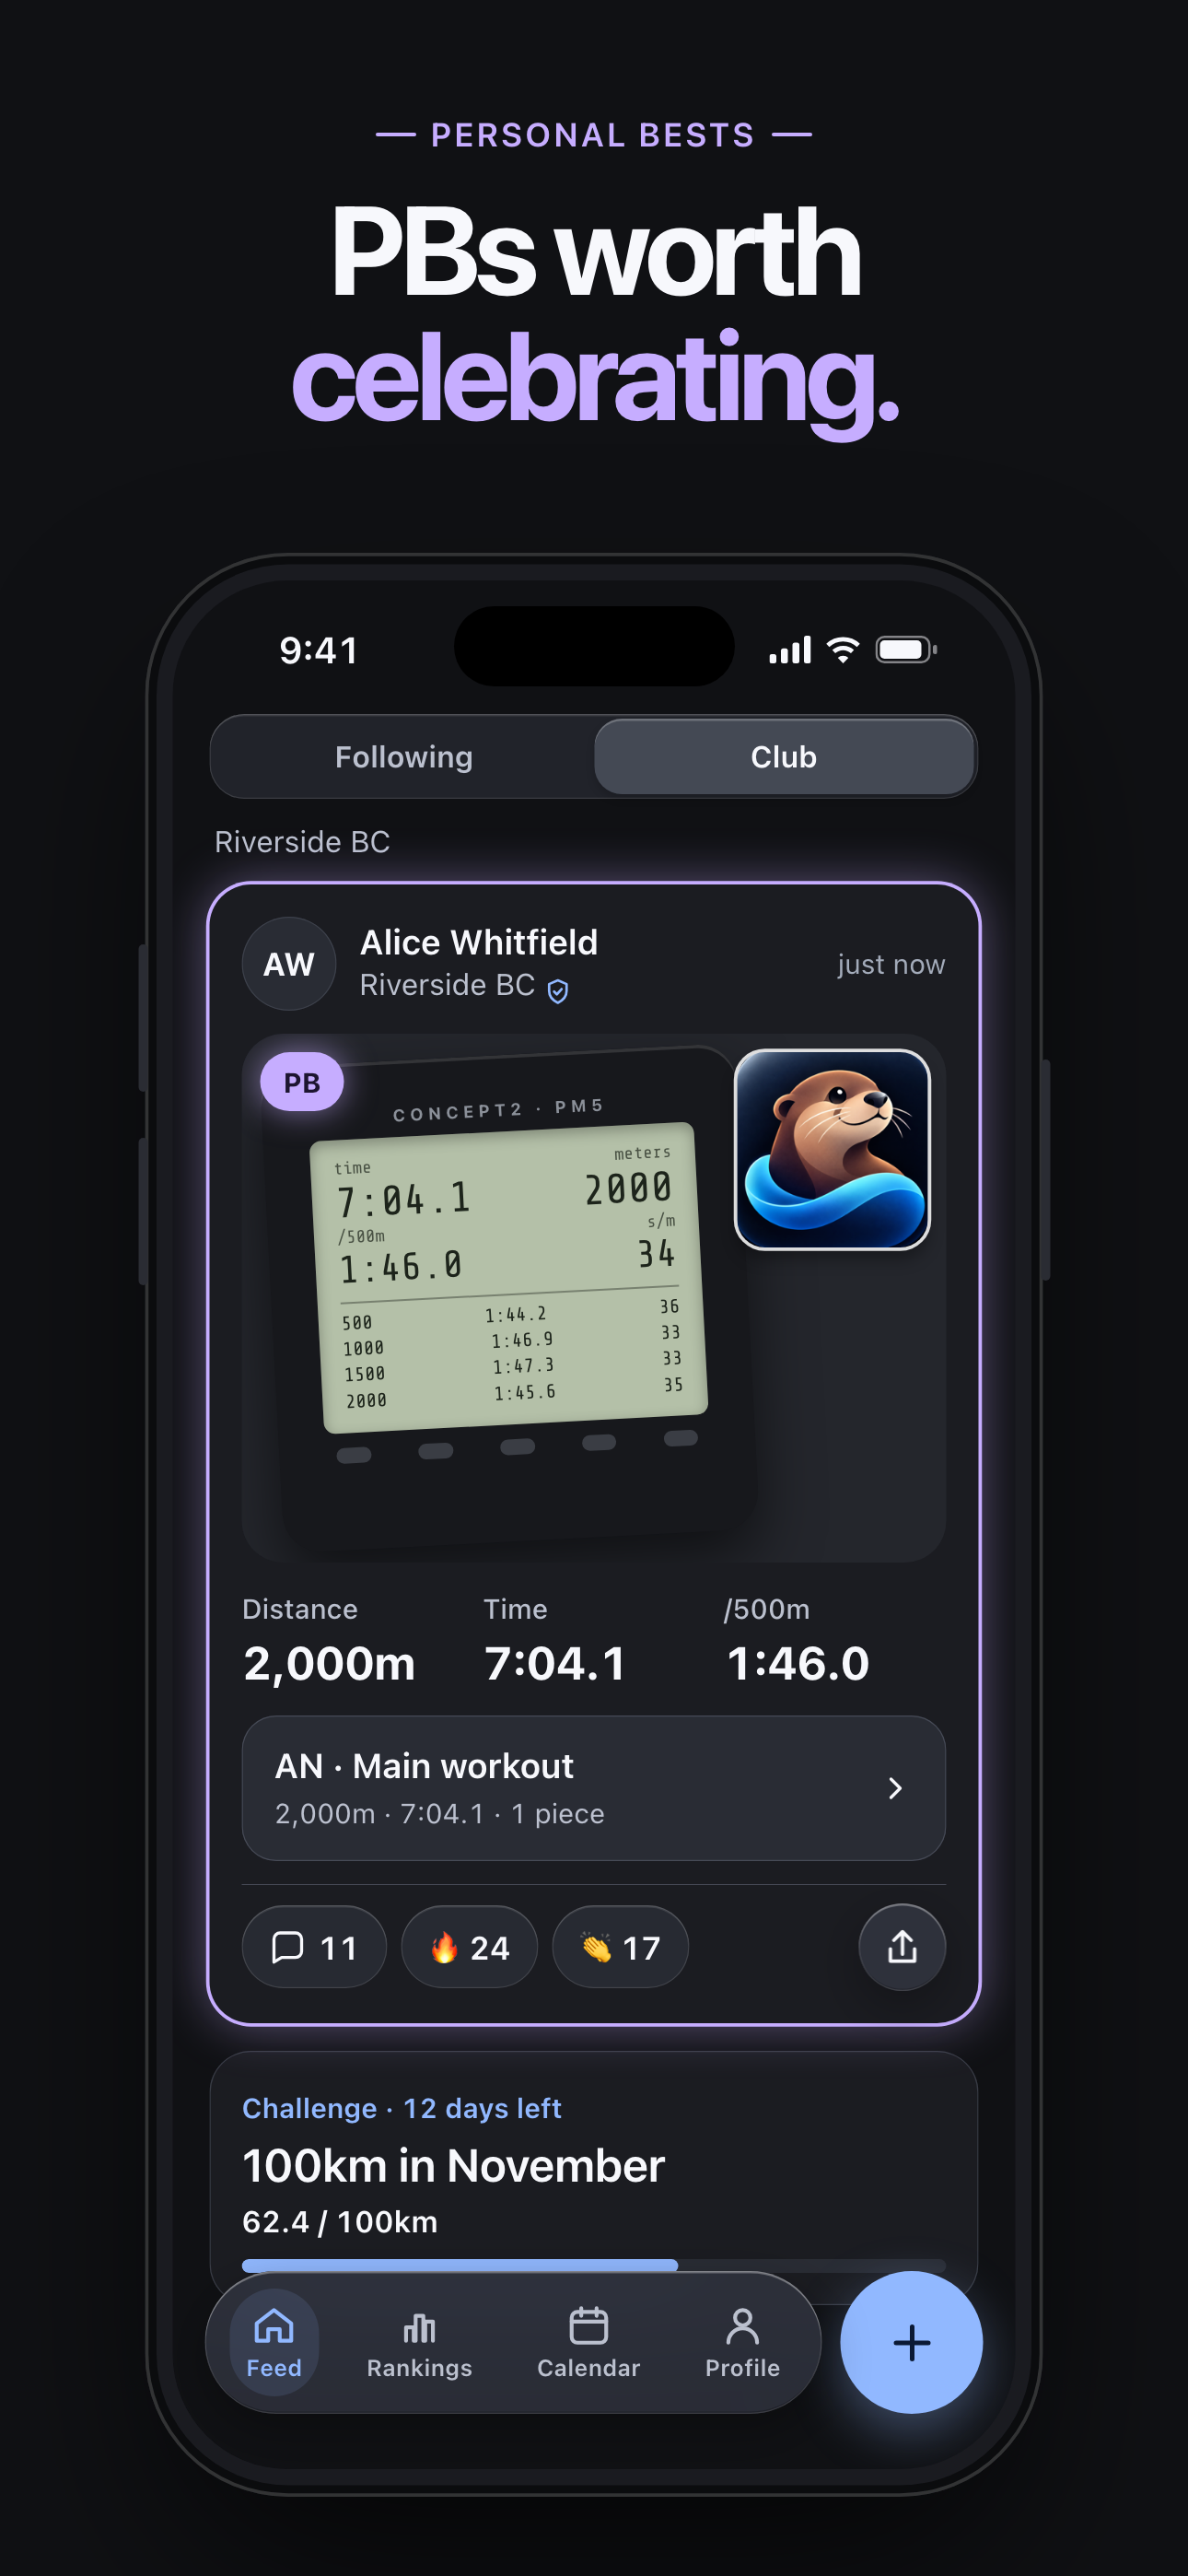 PERSONAL BESTS
PBs worth
celebrating.
9:41
Following Club
Riverside BC
AW Alice Whitfield
Riverside BC
just now
PB
CONCEPT2 · PM5
time meters
7:04.1 2000
/500m s/m
1:46.0 34
500 1:44.2 36
1000 1:46.9 33
1500 1:47.3 33
2000 1:45.6 35
Distance Time /500m
2,000m 7:04.1 1:46.0
AN · Main workout
2,000m · 7:04.1 · 1 piece
11 🔥 24 👏 17
Challenge · 12 days left
100km in November
62.4 / 100km
Feed Rankings Calendar Profile